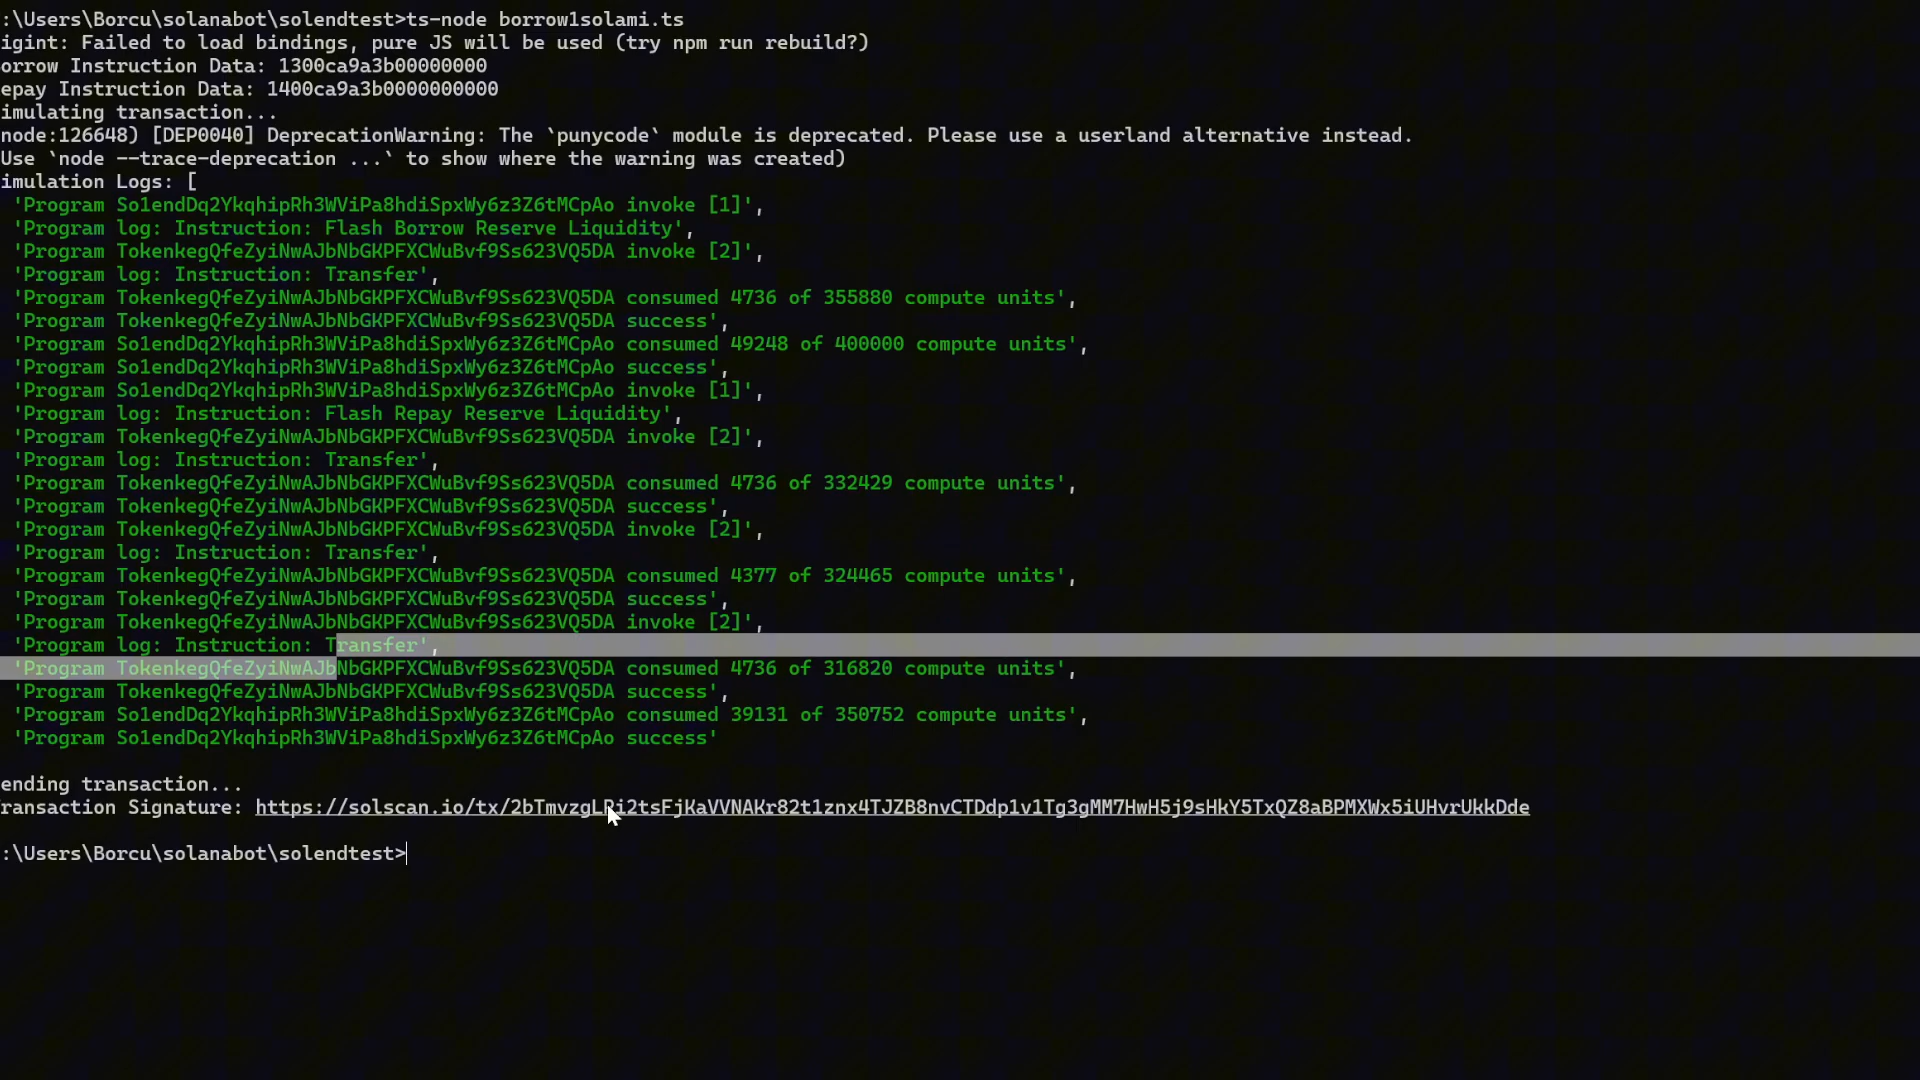 :\Users\Borcu\solanabot\solendtest>ts-node borrow1solami.ts
igint: Failed to load bindings, pure JS will be used (try npm run rebuild?)
orrow Instruction Data: 1300ca9a3b00000000
epay Instruction Data: 1400ca9a3b0000000000
imulating transaction...
node:126648) [DEP0040] DeprecationWarning: The `punycode` module is deprecated. Please use a userland alternative instead.
Use `node --trace-deprecation ...` to show where the warning was created)
imulation Logs: [
'Program So1endDq2YkqhipRh3WViPa8hdiSpxWy6z3Z6tMCpAo invoke [1]',
'Program log: Instruction: Flash Borrow Reserve Liquidity',
'Program TokenkegQfeZyiNwAJbNbGKPFXCWuBvf9Ss623VQ5DA invoke [2]',
'Program log: Instruction: Transfer',
'Program TokenkegQfeZyiNwAJbNbGKPFXCWuBvf9Ss623VQ5DA consumed 4736 of 355880 compute units',
'Program TokenkegQfeZyiNwAJbNbGKPFXCWuBvf9Ss623VQ5DA success',
'Program So1endDq2YkqhipRh3WViPa8hdiSpxWy6z3Z6tMCpAo consumed 49248 of 400000 compute units',
'Program So1endDq2YkqhipRh3WViPa8hdiSpxWy6z3Z6tMCpAo success',
'Program So1endDq2YkqhipRh3WViPa8hdiSpxWy6z3Z6tMCpAo invoke [1]',
'Program log: Instruction: Flash Repay Reserve Liquidity',
'Program TokenkegQfeZyiNwAJbNbGKPFXCWuBvf9Ss623VQ5DA invoke [2]',
'Program log: Instruction: Transfer',
'Program TokenkegQfeZyiNwAJbNbGKPFXCWuBvf9Ss623VQ5DA consumed 4736 of 332429 compute units',
'Program TokenkegQfeZyiNwAJbNbGKPFXCWuBvf9Ss623VQ5DA success',
'Program TokenkegQfeZyiNwAJbNbGKPFXCWuBvf9Ss623VQ5DA invoke [2]',
'Program log: Instruction: Transfer',
'Program TokenkegQfeZyiNwAJbNbGKPFXCWuBvf9Ss623VQ5DA consumed 4377 of 324465 compute units',
'Program TokenkegQfeZyiNwAJbNbGKPFXCWuBvf9Ss623VQ5DA success',
'Program TokenkegQfeZyiNwAJbNbGKPFXCWuBvf9Ss623VQ5DA invoke [2]',
'Program log: Instruction: Transfer',
'Program TokenkegQfeZyiNwAJbNbGKPFXCWuBvf9Ss623VQ5DA consumed 4736 of 316820 compute units',
'Program TokenkegQfeZyiNwAJbNbGKPFXCWuBvf9Ss623VQ5DA success',
'Program So1endDq2YkqhipRh3WViPa8hdiSpxWy6z3Z6tMCpAo consumed 39131 of 350752 compute units',
'Program So1endDq2YkqhipRh3WViPa8hdiSpxWy6z3Z6tMCpAo success'
ending transaction...
ransaction Signature: https://solscan.io/tx/2bTmvzgLRi2tsFjKaVVNAKr82t1znx4TJZB8nvCTDdp1v1Tg3gMM7HwH5j9sHkY5TxQZ8aBPMXWx5iUHvrUkkDde
:\Users\Borcu\solanabot\solendtest>